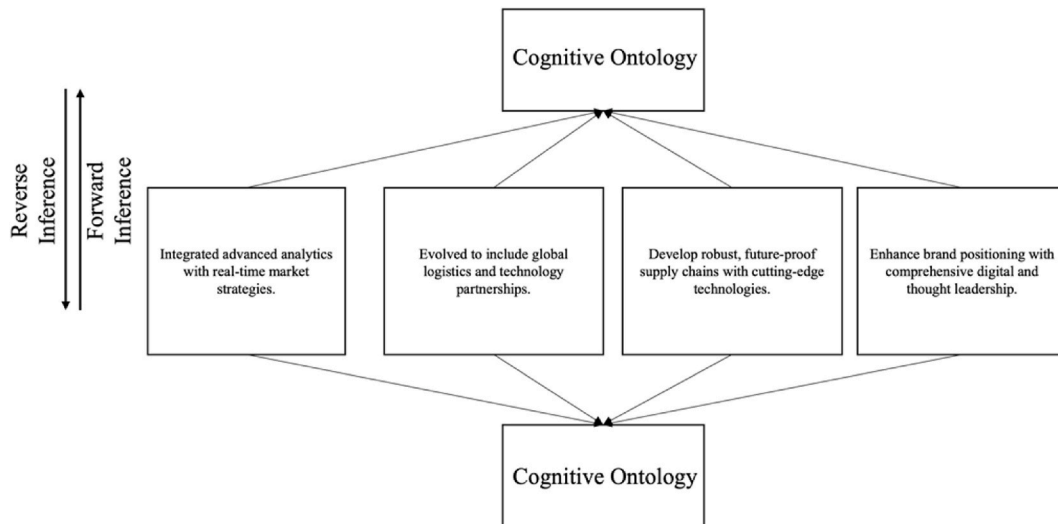 Cognitive Ontology
Reverse
Inference
Forward
Inference
Integrated advanced analytics
with real-time market
strategies.
Evolved to include global
logistics and technology
partnerships.
Develop robust, future-proof
supply chains with cutting-edge
technologies.
Enhance brand positioning with
comprehensive digital and
thought leadership.
Cognitive Ontology